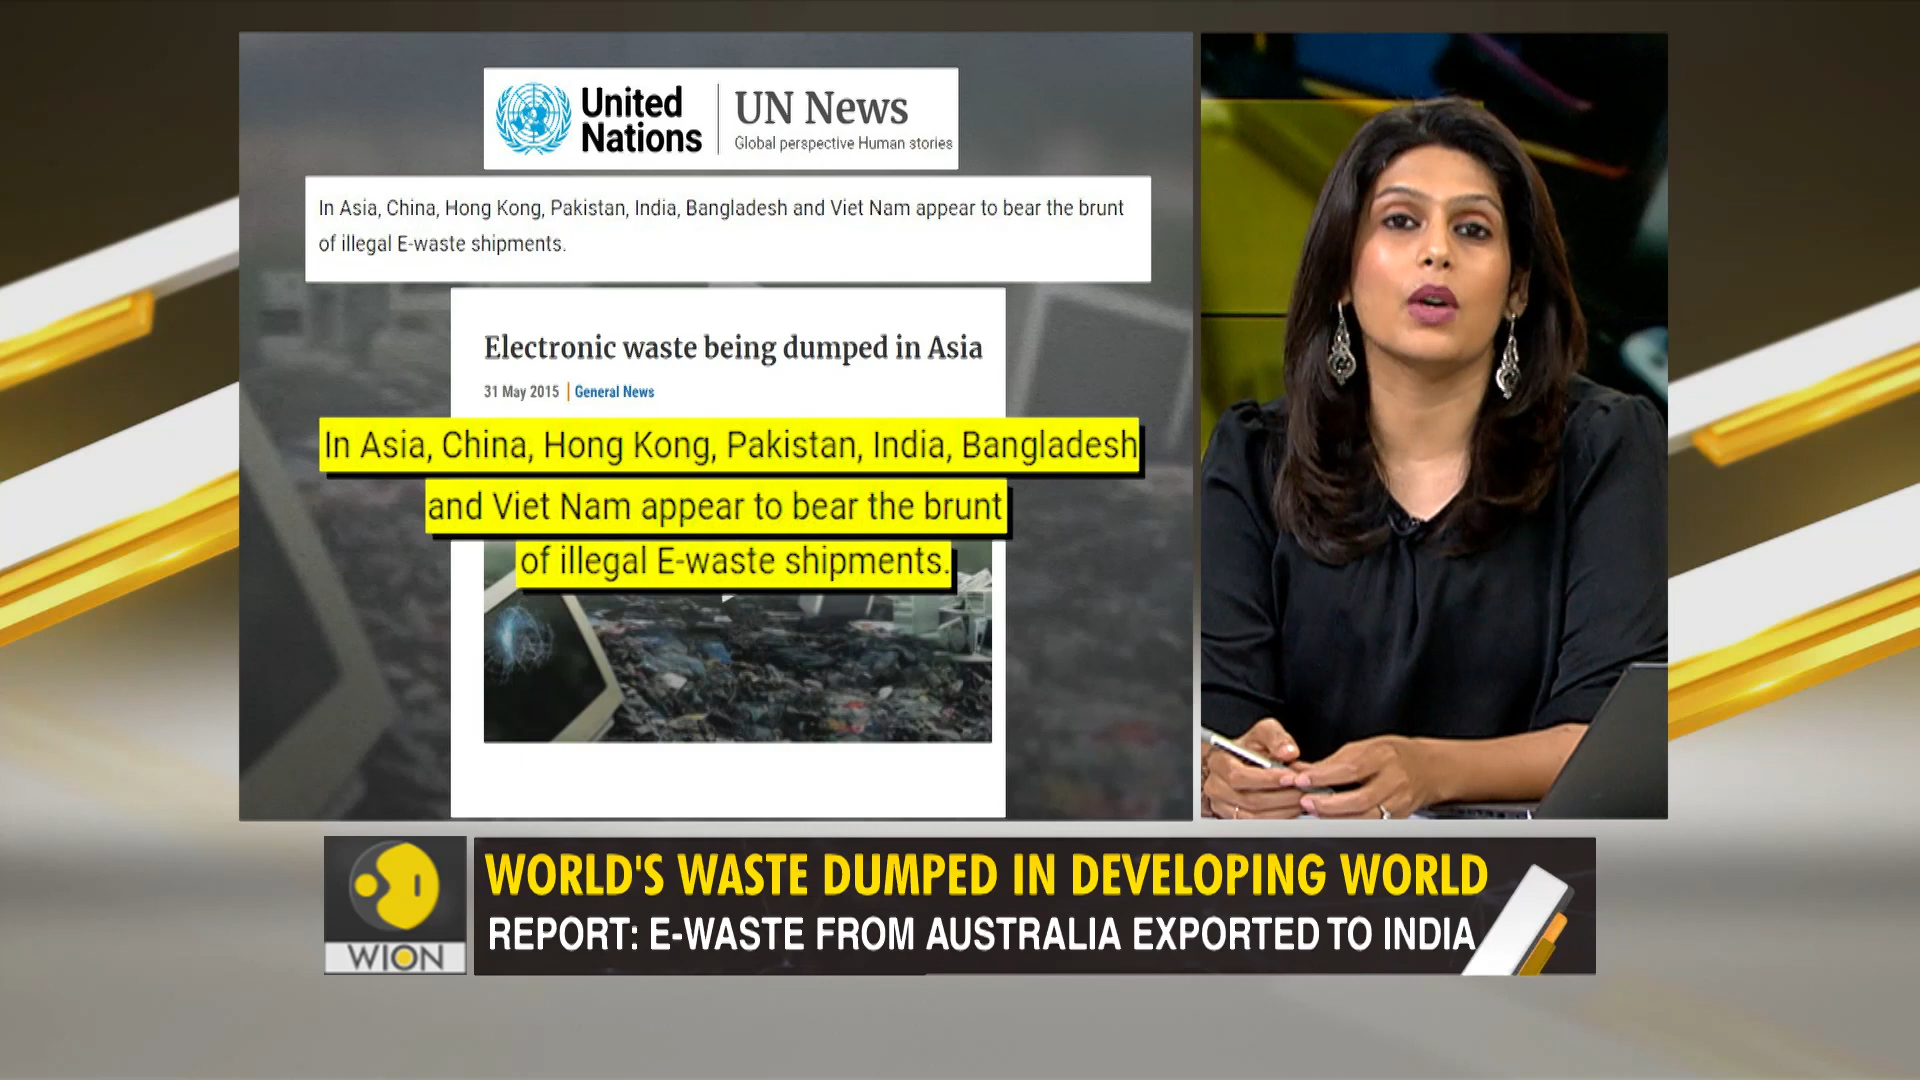 United
Nations
UN News
Global perspective Human stories
In Asia, China, Hong Kong, Pakistan, India, Bangladesh and Viet Nam appear to bear the brunt
of illegal E-waste shipments.
Electronic waste being dumped in Asia
31 May 2015 | General News
In Asia, China, Hong Kong, Pakistan, India, Bangladesh
and Viet Nam appear to bear the brunt
of illegal E-waste shipments.
WORLD'S WASTE DUMPED IN DEVELOPING WORLD
REPORT: E-WASTE FROM AUSTRALIA EXPORTED TO INDIA
WION